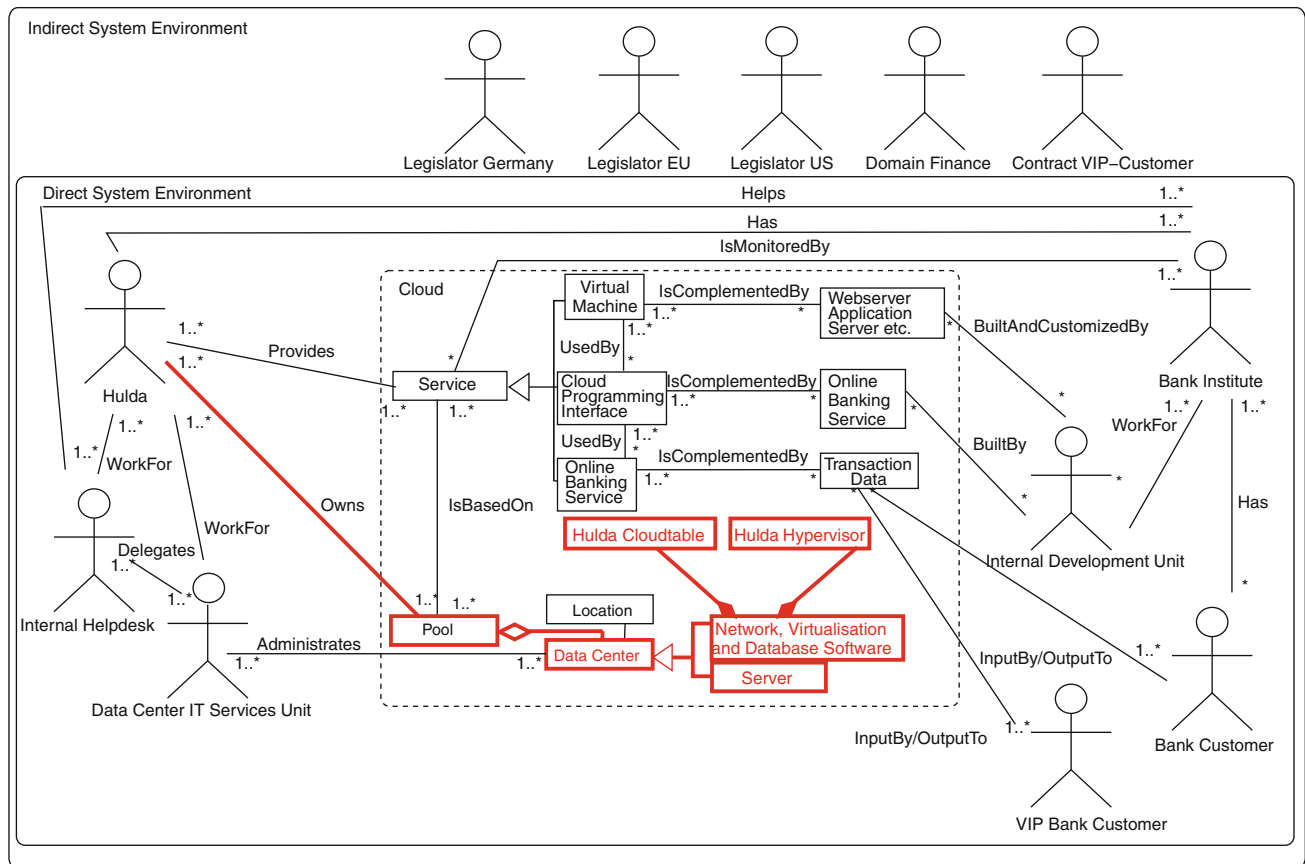 Indirect System Environment
Legislator Germany
Legislator EU
Legislator US
Domain Finance
Contract VIP–Customer
Direct System Environment
Helps
1..*
Has
1..*
IsMonitoredBy
1..*
Cloud
Virtual
Machine
IsComplementedBy
1..*
*
Webserver
Application
Server etc.
*
BuiltAndCustomizedBy
*
1..*
1..*
Provides
*
1..*
UsedBy
*
Service
1..*
1..*
Cloud
Programming
Interface
IsComplementedBy
1..*
*
Online
Banking
Service
*
BuiltBy
*
Hulda
1..*
1..*
Bank Institute
1..*
1..*
WorkFor
*
1..*
WorkFor
UsedBy
1..*
*
Online
Banking
Service
IsComplementedBy
1..*
*
Transaction
Data
*
*
Owns
IsBasedOn
WorkFor
Has
Hulda Cloudtable
Hulda Hypervisor
Internal Development Unit
Delegates
1..*
1..*
Internal Helpdesk
*
1..*
1..*
Location
Pool
Network, Virtualisation
and Database Software
Data Center
Server
Administrates
1..*
1..*
InputBy/OutputTo
1..*
Data Center IT Services Unit
InputBy/OutputTo
1..*
Bank Customer
VIP Bank Customer